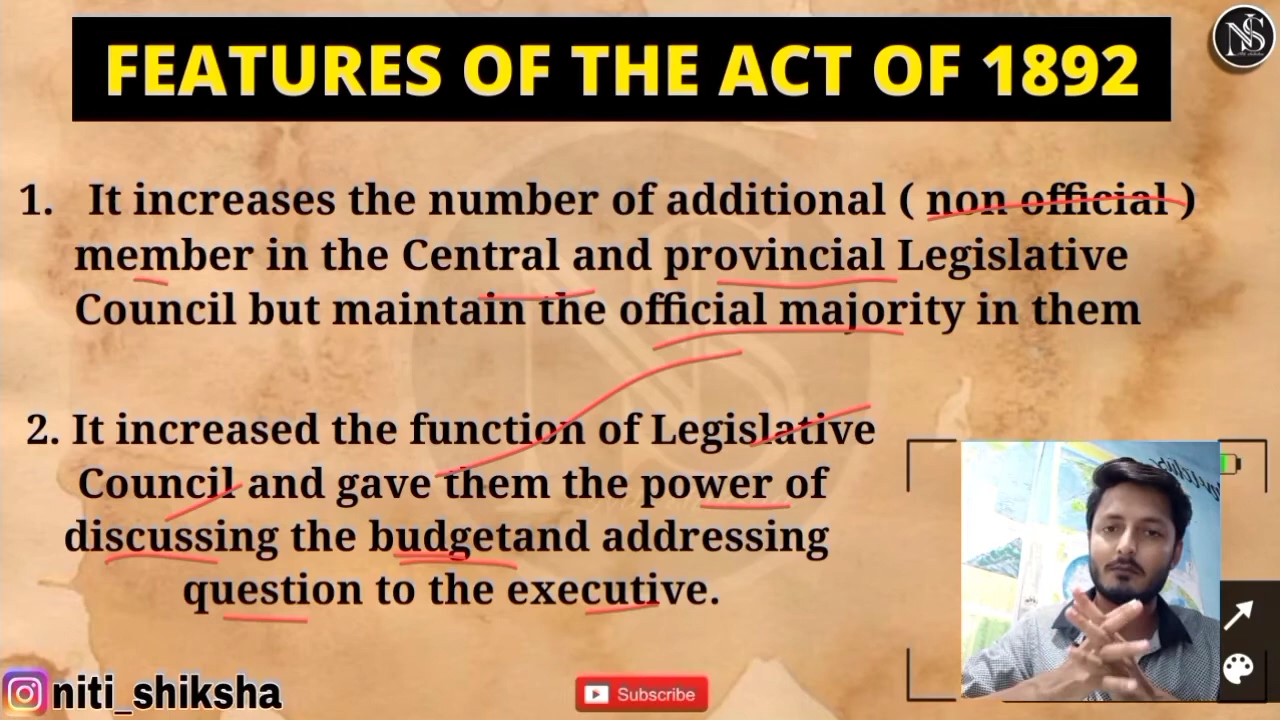 FEATURES OF THE ACT OF 1892
NS
1. It increases the number of additional ( non official )
member in the Central and provincial Legislative
Council but maintain the official majority in them
2. It increased the function of Legislative
Council and gave them the power of
discussing the budgetand addressing
question to the executive.
niti_shiksha
Subscribe